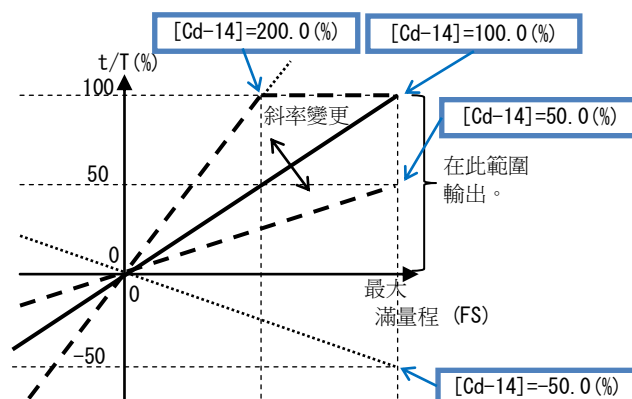 [Cd-14]=200.0(%)
[Cd-14]=100.0(%)
t/T(%)
100
斜率變更
[Cd-14]=50.0(%)
50
在此範圍
輸出。
0
0
最大
滿量程 (FS)
-50
[Cd-14]=-50.0(%)